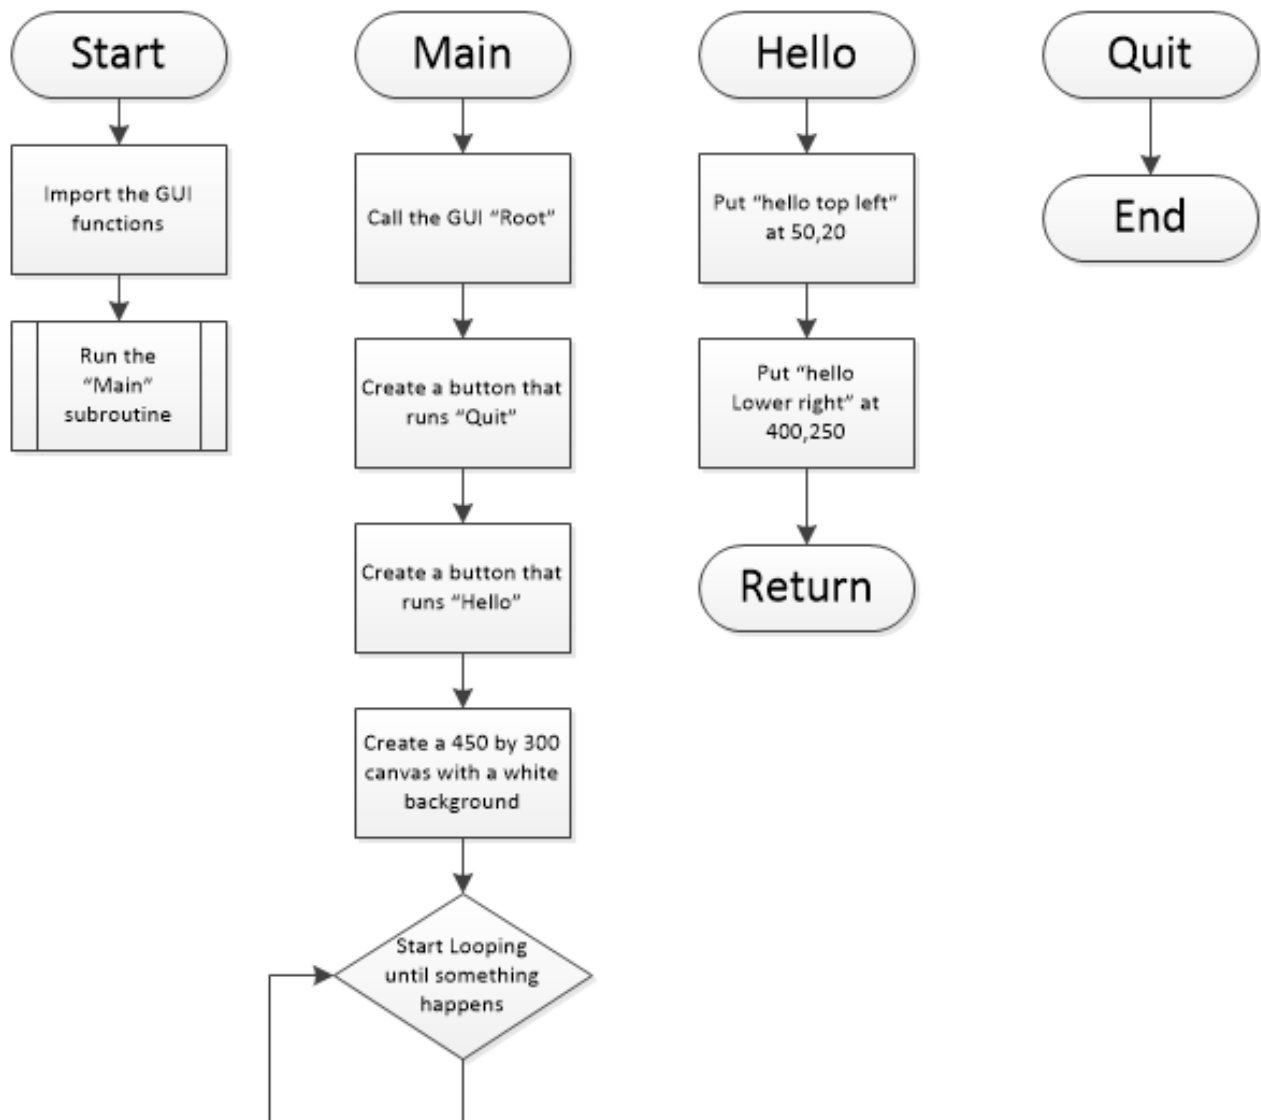 Start
Import the GUI
functions
Run the
“Main”
subroutine
Main
Call the GUI “Root”
Create a button that
runs “Quit”
Create a button that
runs “Hello”
Create a 450 by 300
canvas with a white
background
Start Looping
until something
happens
Hello
Put “hello top left”
at 50,20
Put “hello
Lower right” at
400,250
Return
Quit
End